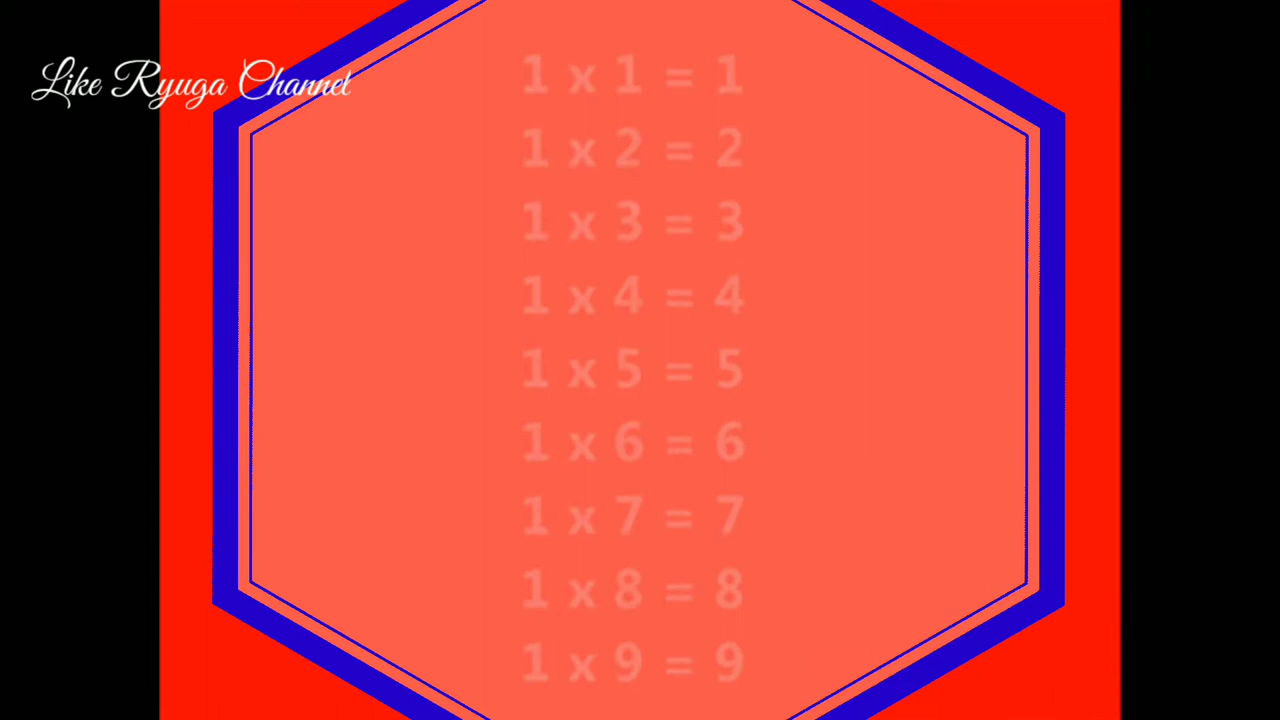 Like Ryuga Channel
1 x 1 = 1
1 x 2 = 2
1 x 3 = 3
1 x 4 = 4
1 x 5 = 5
1 x 6 = 6
1 x 7 = 7
1 x 8 = 8
1 x 9 = 9